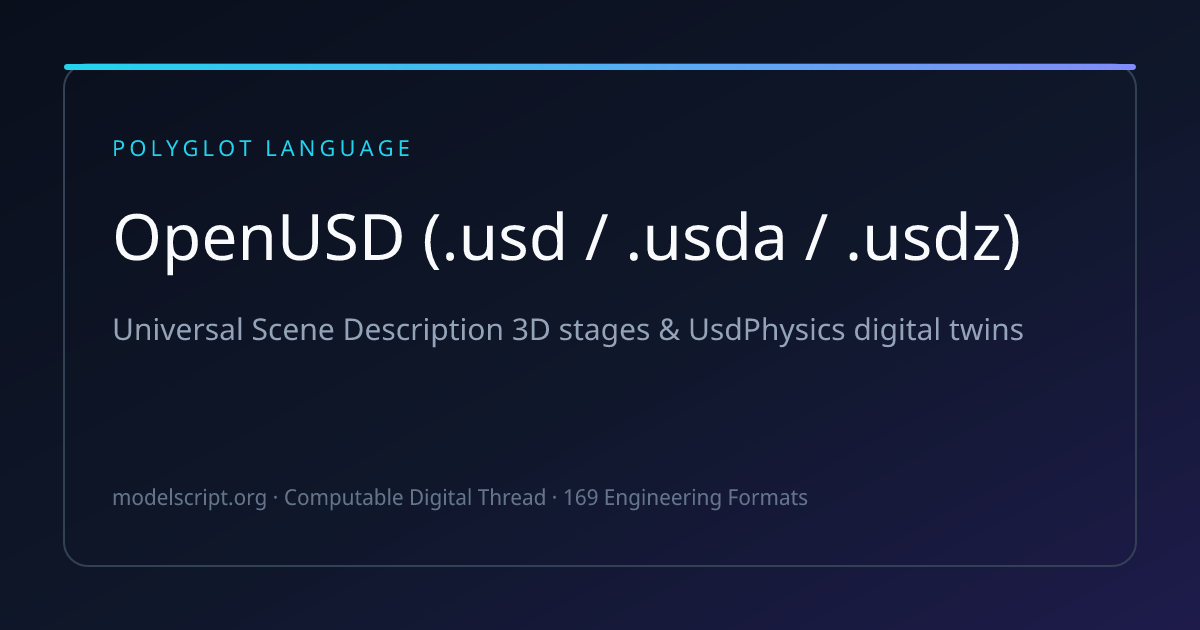 POLYGLOT LANGUAGE
OpenUSD (.usd / .usda / .usdz)
Universal Scene Description 3D stages & UsdPhysics digital twins
modelscript.org · Computable Digital Thread · 169 Engineering Formats